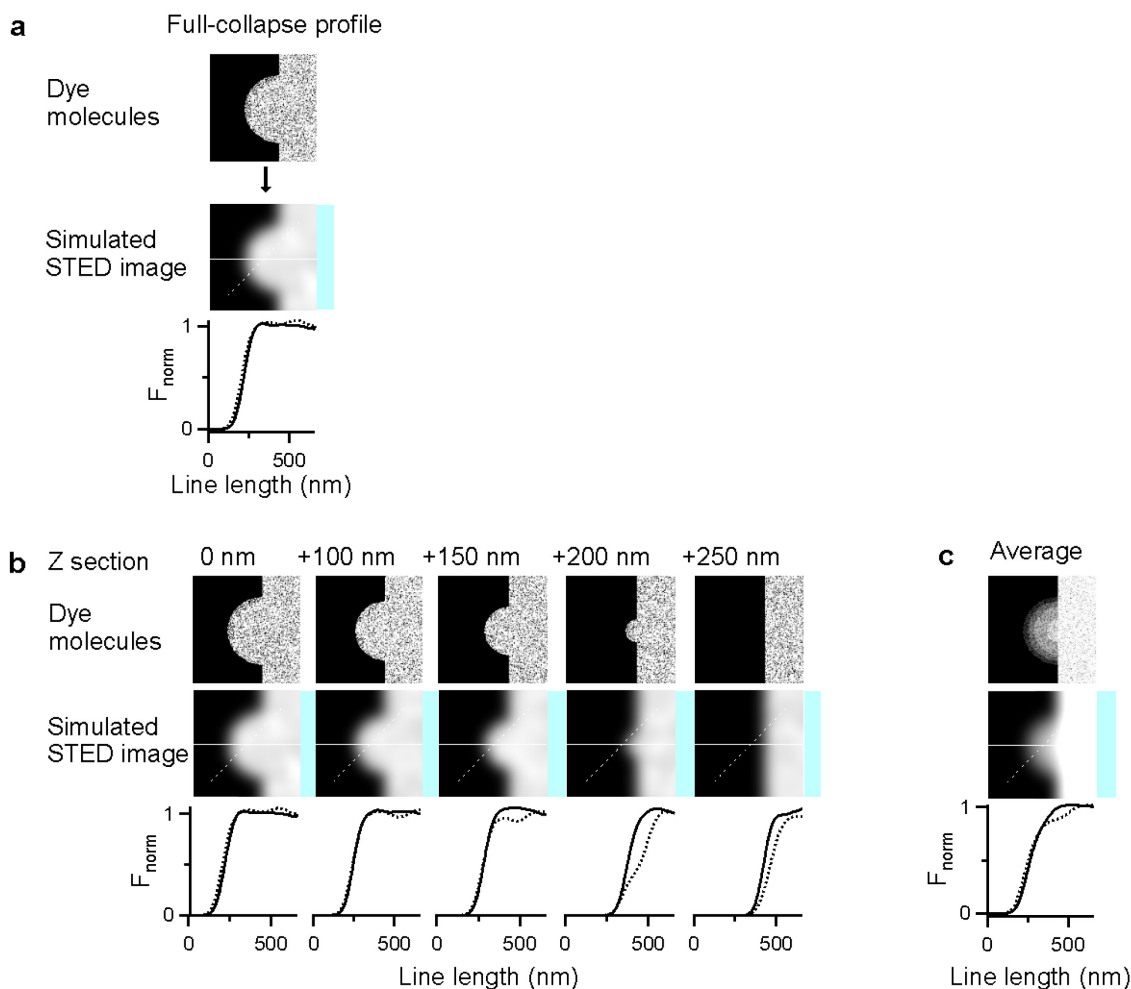 a
Full-collapse profile
Dye
molecules
Simulated
STED image
1
F norm
0
0 500
Line length (nm)
b Z section 0 nm +100 nm +150 nm +200 nm +250 nm
Dye
molecules
Simulated
STED image
1
F norm
0
0 500 0 500 0 500 0 500 0 500
Line length (nm)
c Average
1
F norm
0
0 500
Line length (nm)